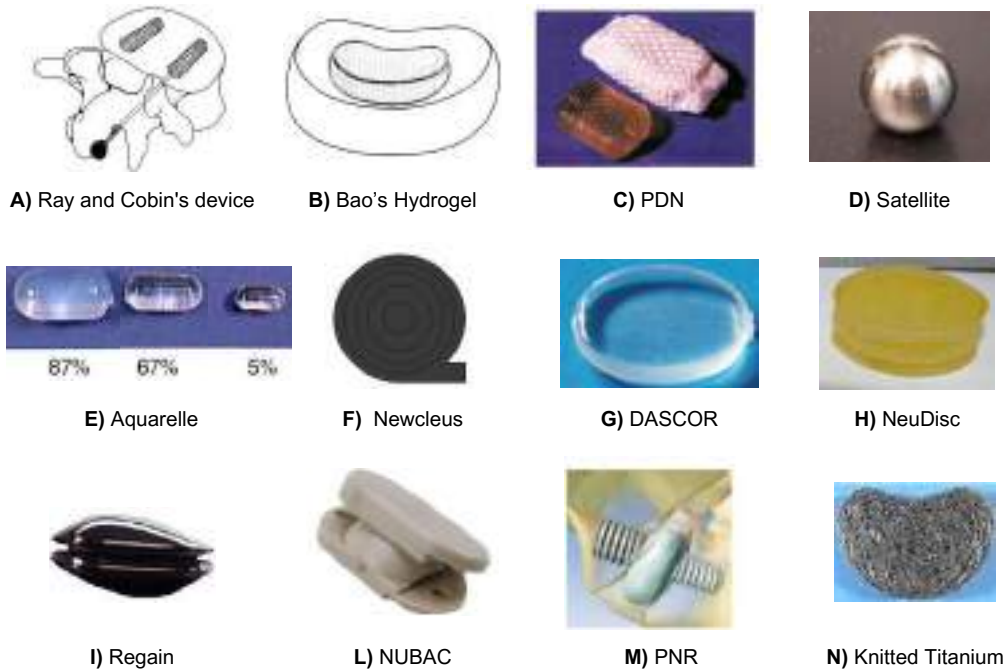 A) Ray and Cobin's device
B) Bao's Hydrogel
C) PDN
D) Satellite
87% 67% 5%
E) Aquarelle
F) Newcleus
G) DASCOR
H) NeuDisc
I) Regain
L) NUBAC
M) PNR
N) Knitted Titanium